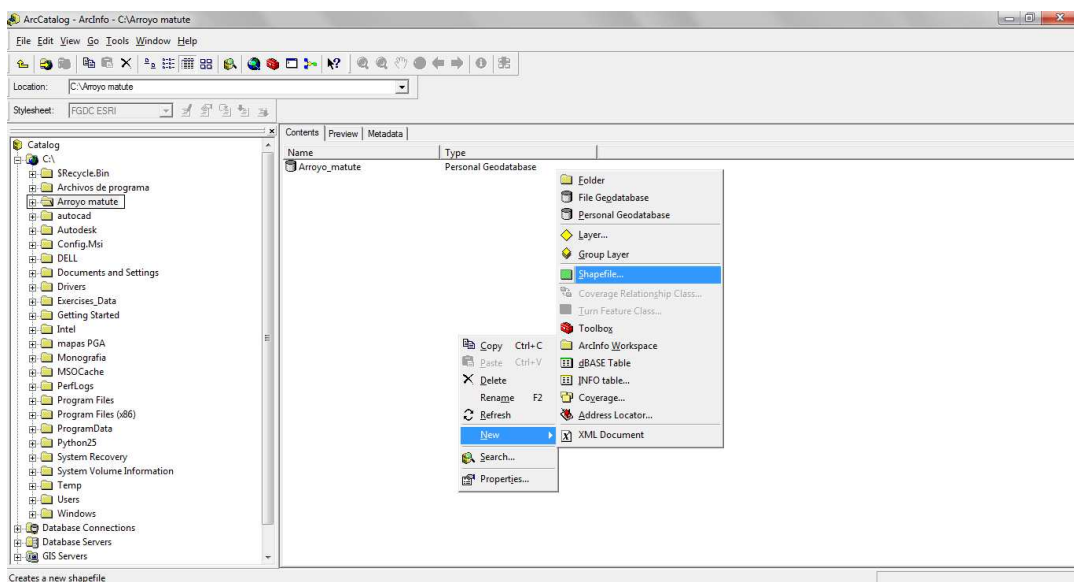 ArcCatalog - ArcInfo - C:\Arroyo matute
File Edit View Go Tools Window Help
Location: C:\Arroyo matute
Stylesheet: FGDC ESRI
Contents Preview Metadata
Name Type
Arroyo_matute Personal Geodatabase
Catalog
C:\
$Recycle.Bin
Archivos de programa
Arroyo matute
autocad
Autodesk
Config.Msi
DELL
Documents and Settings
Drivers
Exercises_Data
Getting Started
Intel
mapas PGA
Monografia
MSOCache
PerfLogs
Program Files
Program Files (x86)
ProgramData
Python25
System Recovery
System Volume Information
Temp
Users
Windows
Database Connections
Database Servers
GIS Servers
Copy Ctrl+C
Paste Ctrl+V
Delete
Rename F2
Refresh
New
Search...
Properties...
Folder
File Geodatabase
Personal Geodatabase
Layer...
Group Layer
Shapefile...
Coverage Relationship Class...
Turn Feature Class...
Toolbox
ArcInfo Workspace
dBASE Table
INFO table...
Coverage...
Address Locator...
XML Document
Creates a new shapefile